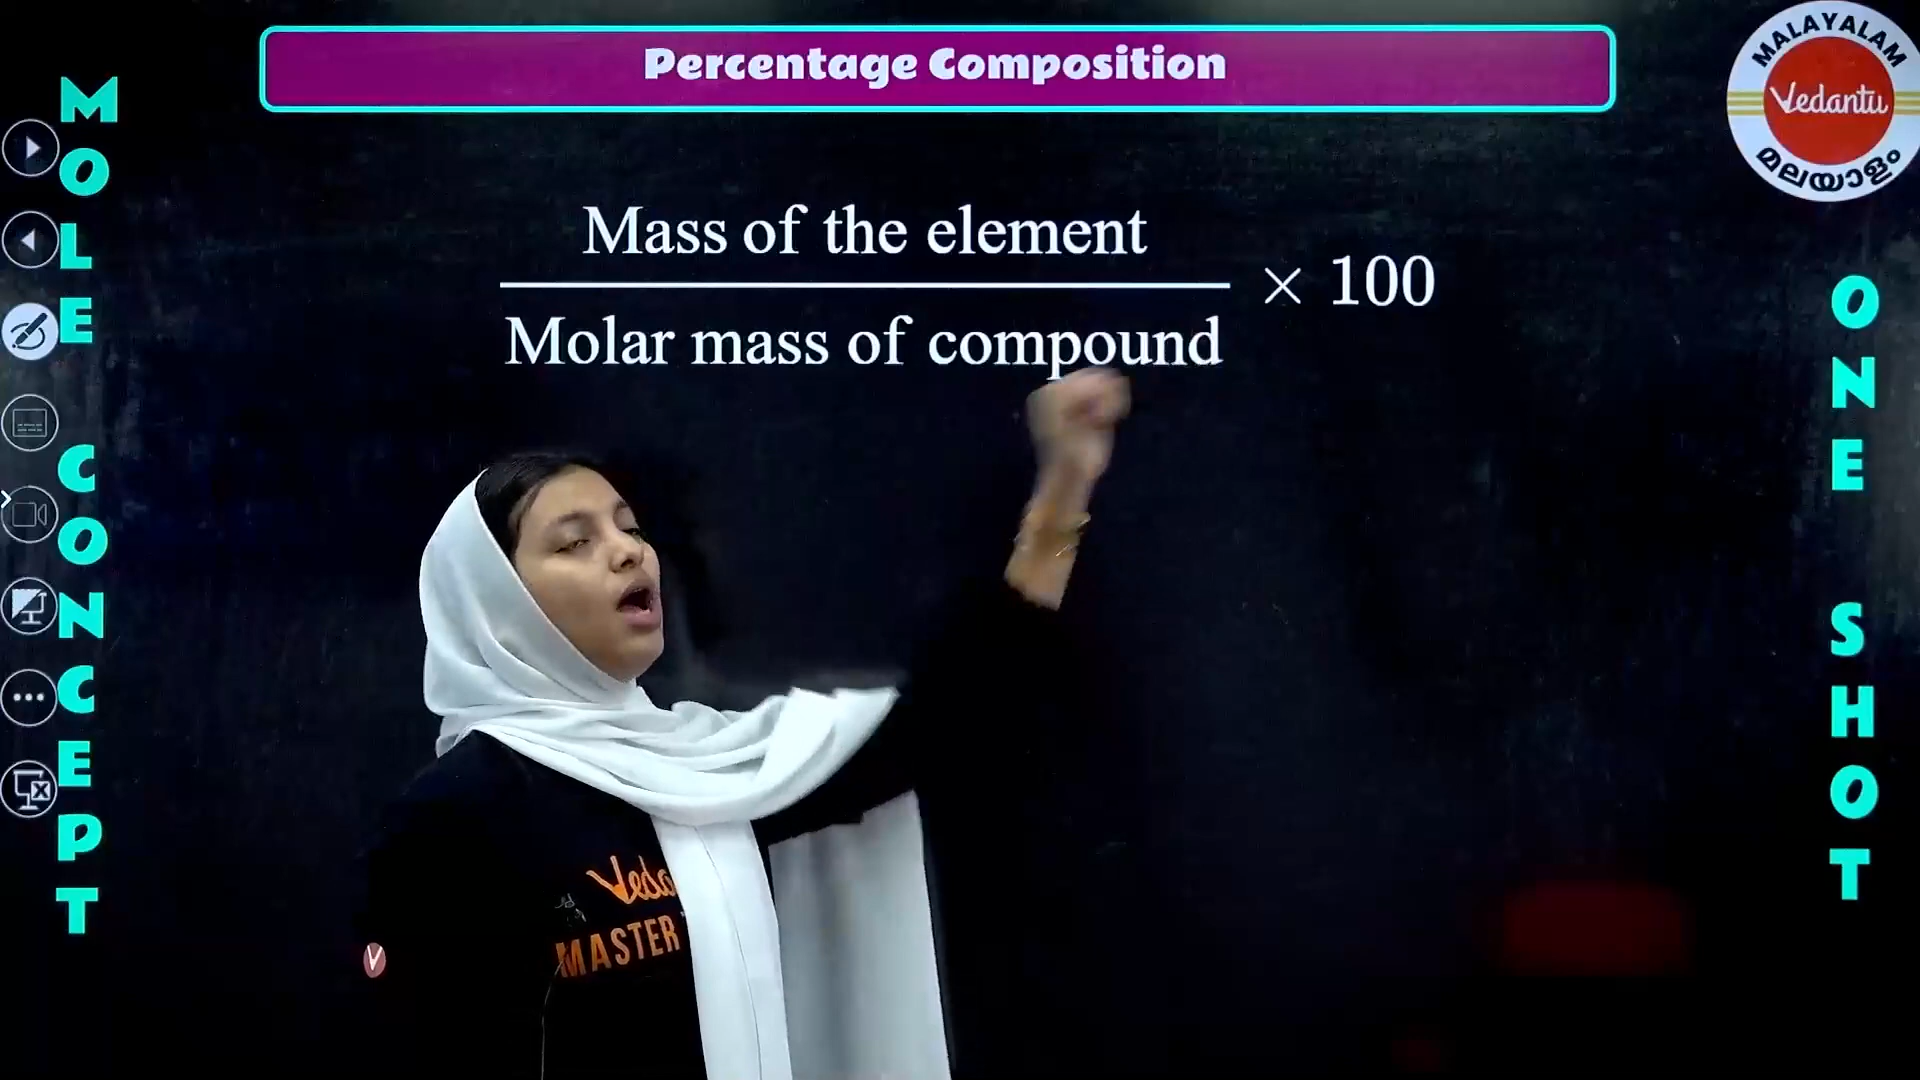 Percentage Composition
MALAYALAM
Vedantu
മലയാളം
MOLE CONCEPT
Mass of the element
Molar mass of compound
× 100
ONE SHOT
MASTER